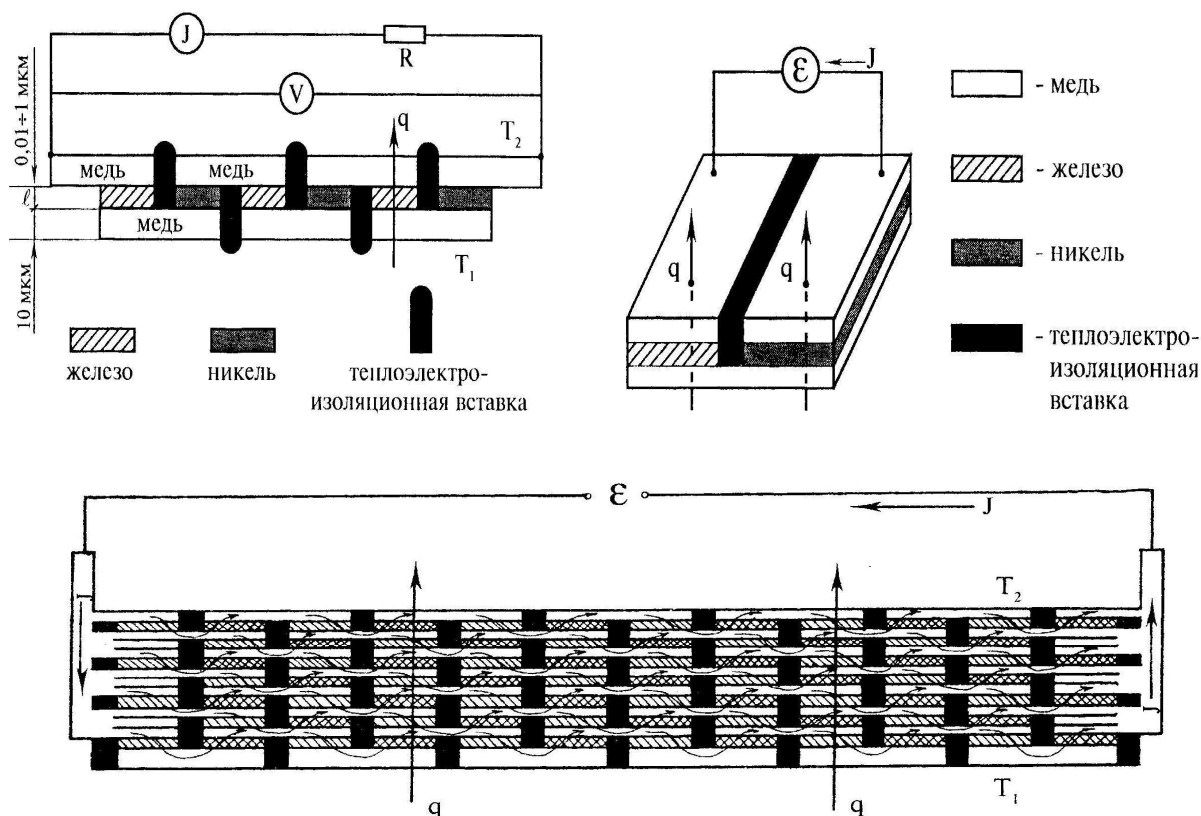 J
R
V
q
T₂
0,01÷1 мкм
медь
медь
ℓ
медь
10 мкм
T₁
железо
никель
теплоэлектро-
изоляционная вставка
ε
J
q
q
- медь
- железо
- никель
- теплоэлектро-
изоляционная
вставка
ε
J
T₂
J
J
T₁
q
q